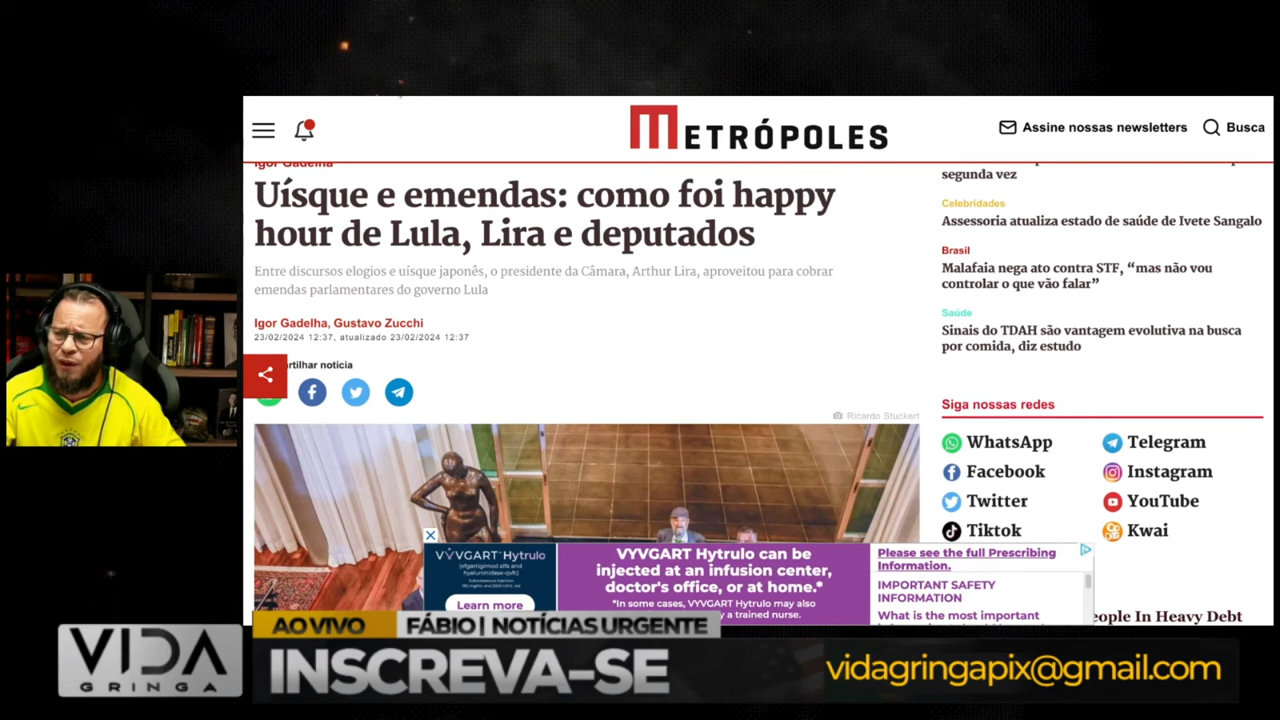 METRÓPOLES
Assine nossas newsletters
Busca
Igor Gadelha
Uísque e emendas: como foi happy
hour de Lula, Lira e deputados
Entre discursos elogios e uísque japonês, o presidente da Câmara, Arthur Lira, aproveitou para cobrar
emendas parlamentares do governo Lula
Igor Gadelha, Gustavo Zucchi
23/02/2024 12:37, atualizado 23/02/2024 12:37
rtilhar notícia
Ricardo Stuckert
segunda vez
Celebridades
Assessoria atualiza estado de saúde de Ivete Sangalo
Brasil
Malafaia nega ato contra STF, “mas não vou
controlar o que vão falar”
Saúde
Sinais do TDAH são vantagem evolutiva na busca
por comida, diz estudo
Siga nossas redes
WhatsApp
Telegram
Facebook
Instagram
Twitter
YouTube
Tiktok
Kwai
VYVGART Hytrulo
(efgartigimod alfa and
hyaluronidase-qvfc)
Learn more
VYVGART Hytrulo can be
injected at an infusion center,
doctor's office, or at home.*
*In some cases, VYVGART Hytrulo may also
y a trained nurse.
Please see the full Prescribing
Information.
IMPORTANT SAFETY
INFORMATION
What is the most important
eople In Heavy Debt
AO VIVO
FÁBIO | NOTÍCIAS URGENTE
VIDA
GRINGA
INSCREVA-SE
vidagringapix@gmail.com